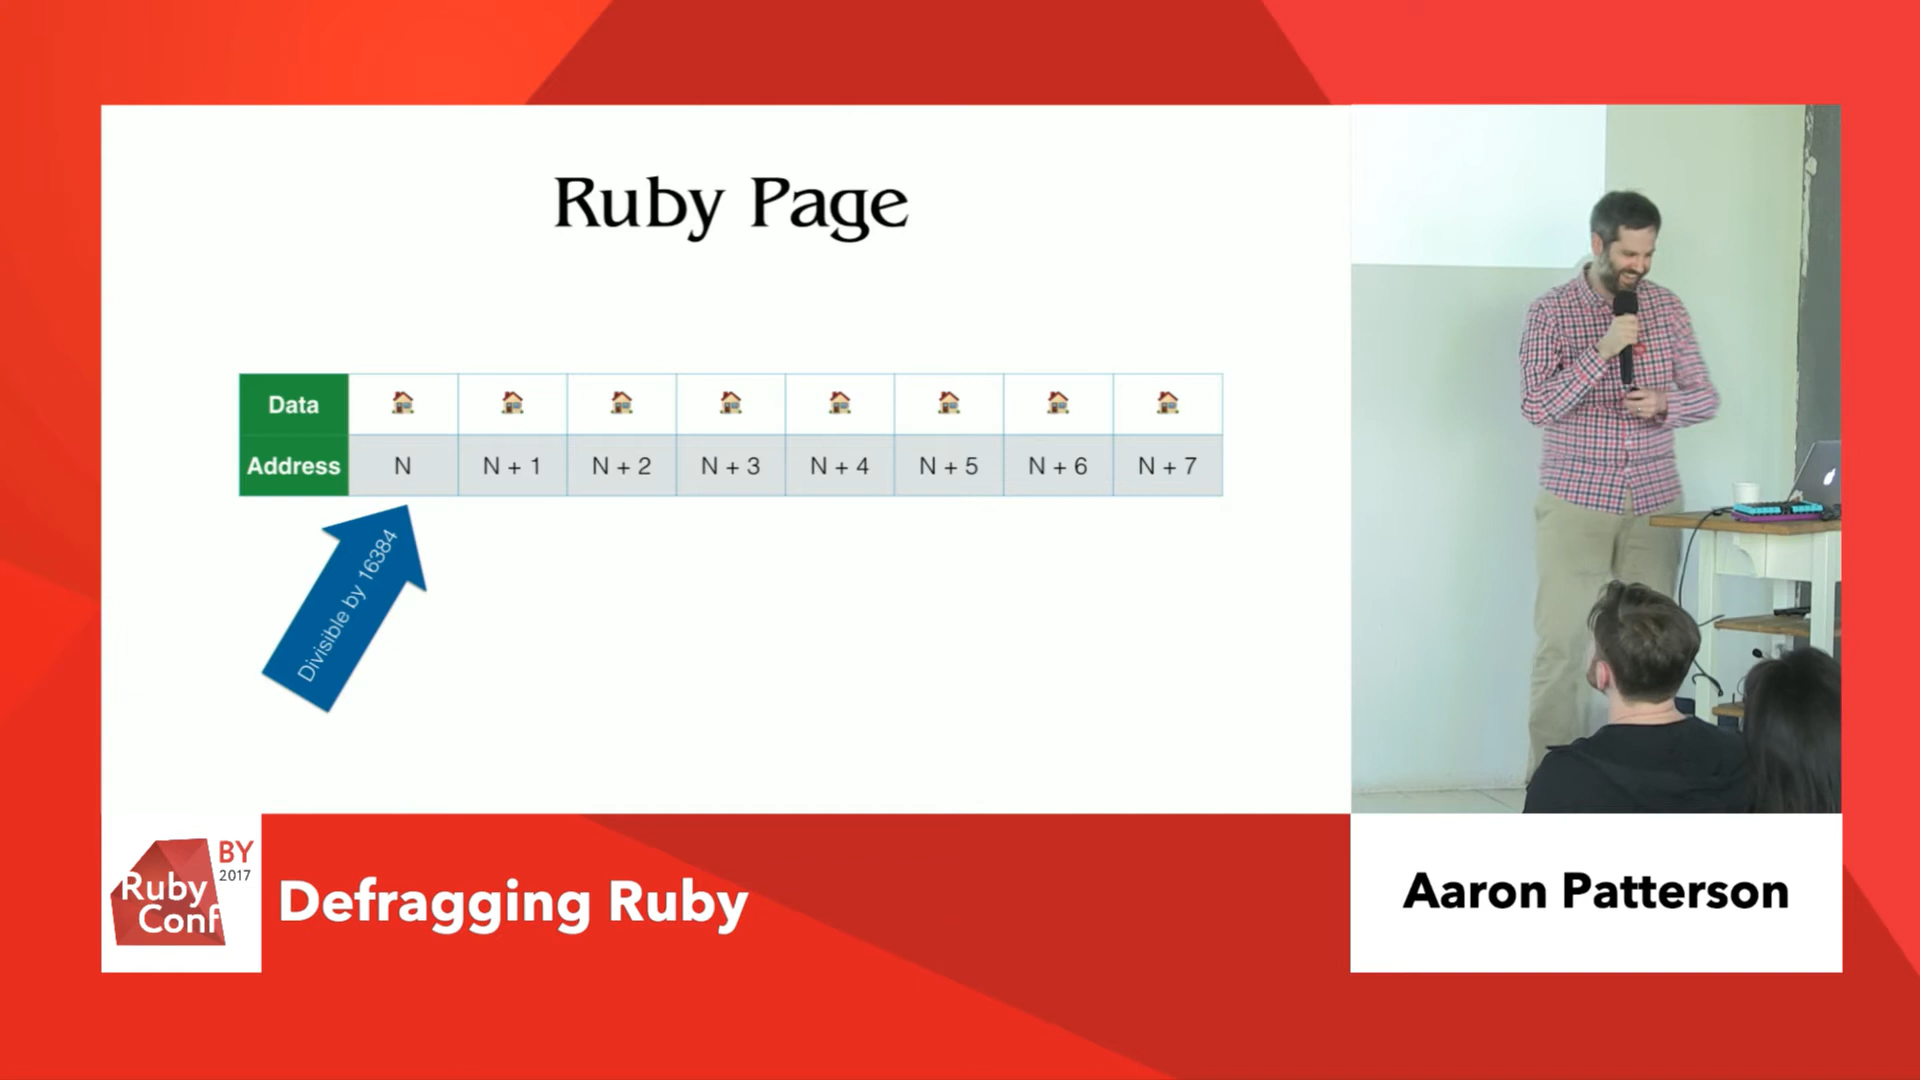 Ruby Page
Data
Address N N + 1 N + 2 N + 3 N + 4 N + 5 N + 6 N + 7
Divisible by 16384
BY
2017
Ruby
Conf
Defragging Ruby
Aaron Patterson